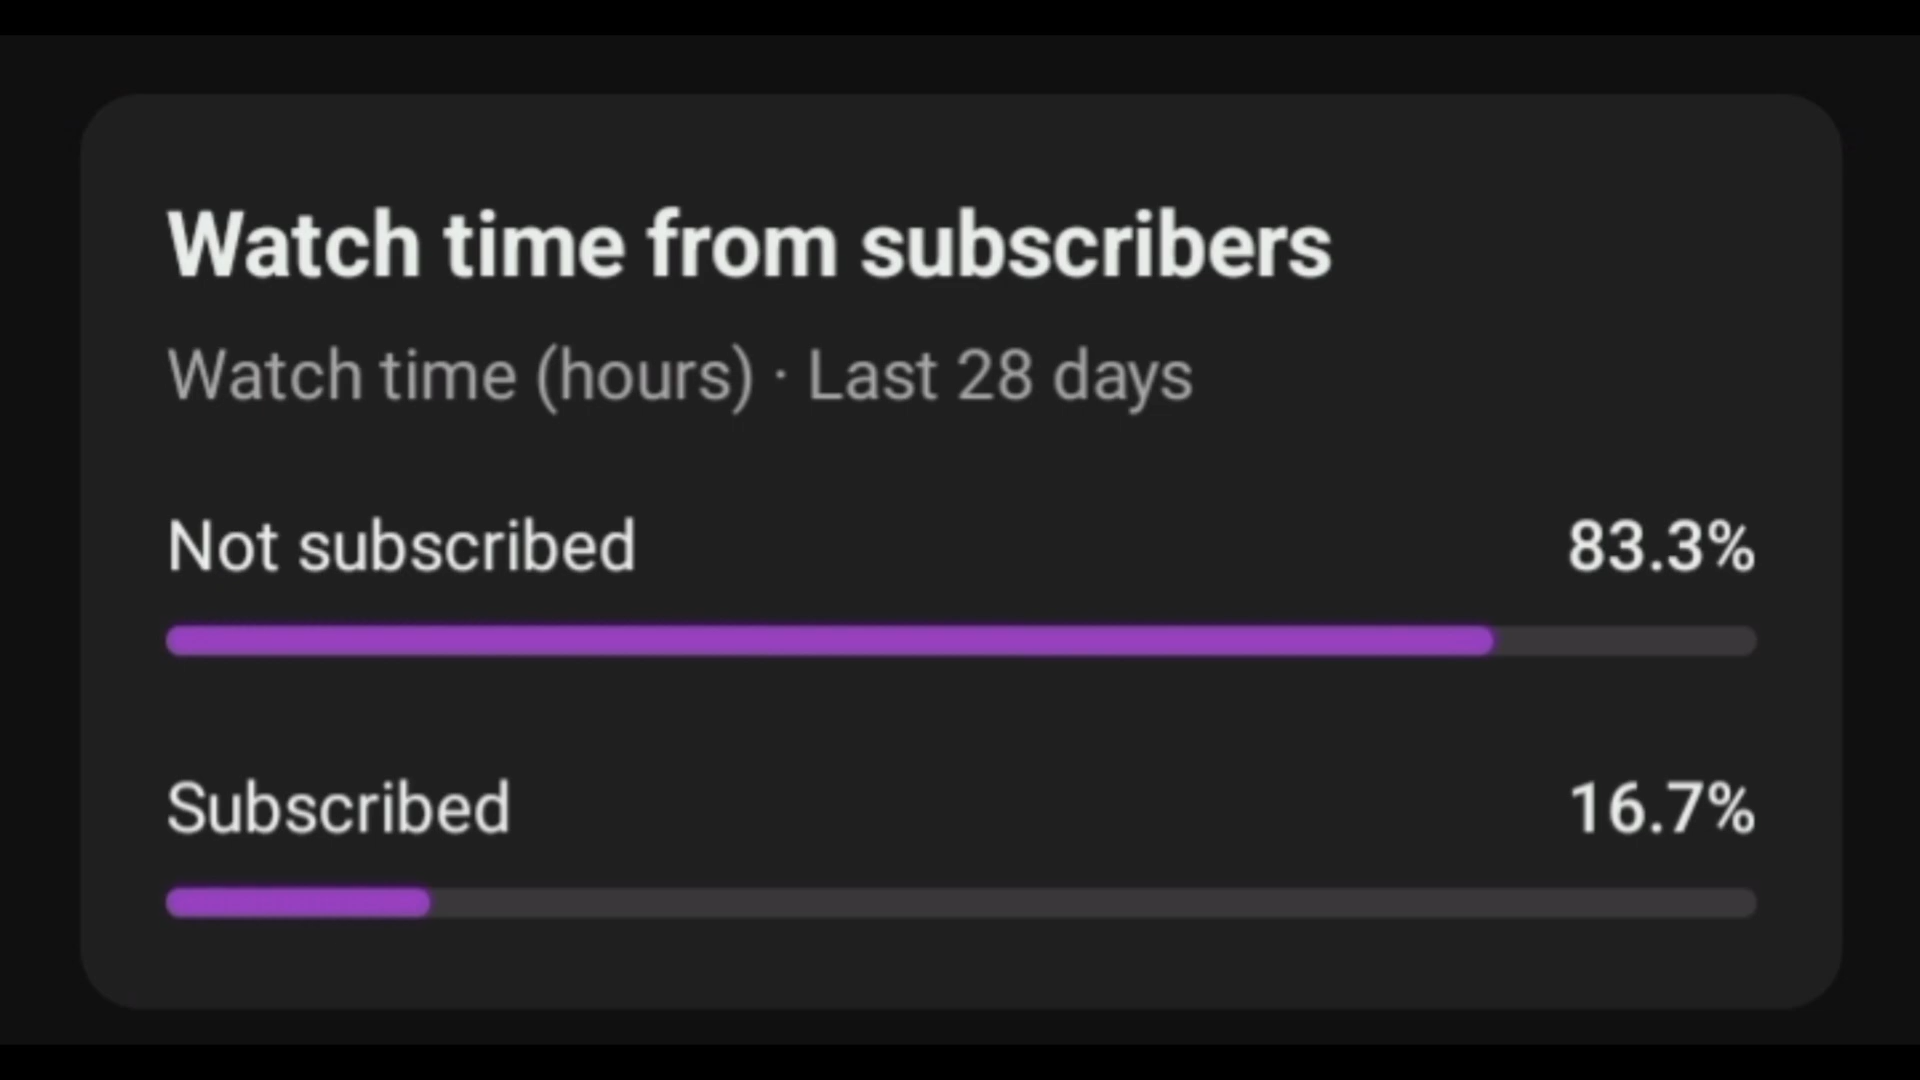 Watch time from subscribers
Watch time (hours) · Last 28 days
Not subscribed 83.3%
Subscribed 16.7%